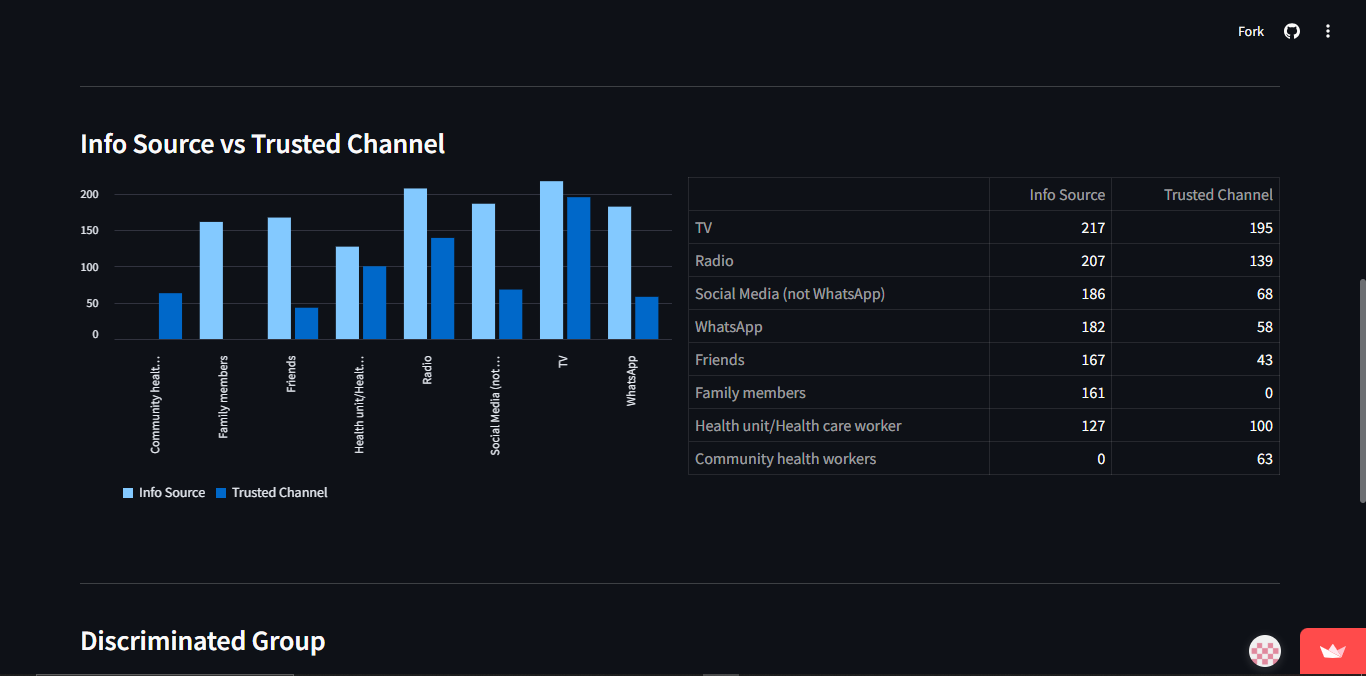 Fork
Info Source vs Trusted Channel
200
150
100
50
0
Community healt...
Family members
Friends
Health unit/Healt...
Radio
Social Media (not...
TV
WhatsApp
Info Source Trusted Channel
Info Source Trusted Channel
TV 217 195
Radio 207 139
Social Media (not WhatsApp) 186 68
WhatsApp 182 58
Friends 167 43
Family members 161 0
Health unit/Health care worker 127 100
Community health workers 0 63
Discriminated Group